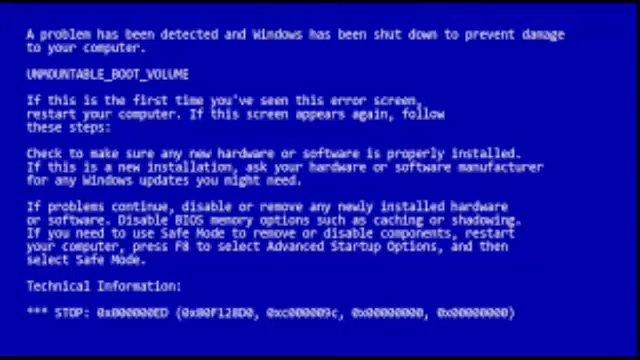 A problem has been detected and Windows has been shut down to prevent damage
to your computer.
UNMOUNTABLE_BOOT_VOLUME
If this is the first time you've seen this error screen,
restart your computer. If this screen appears again, follow
these steps:
Check to make sure any new hardware or software is properly installed.
If this is a new installation, ask your hardware or software manufacturer
for any Windows updates you might need.
If problems continue, disable or remove any newly installed hardware
or software. Disable BIOS memory options such as caching or shadowing.
If you need to use Safe Mode to remove or disable components, restart
your computer, press F8 to select Advanced Startup Options, and then
select Safe Mode.
Technical Information:
*** STOP: 0x000000ED (0x80F128D0, 0xc000009c, 0x00000000, 0x00000000)